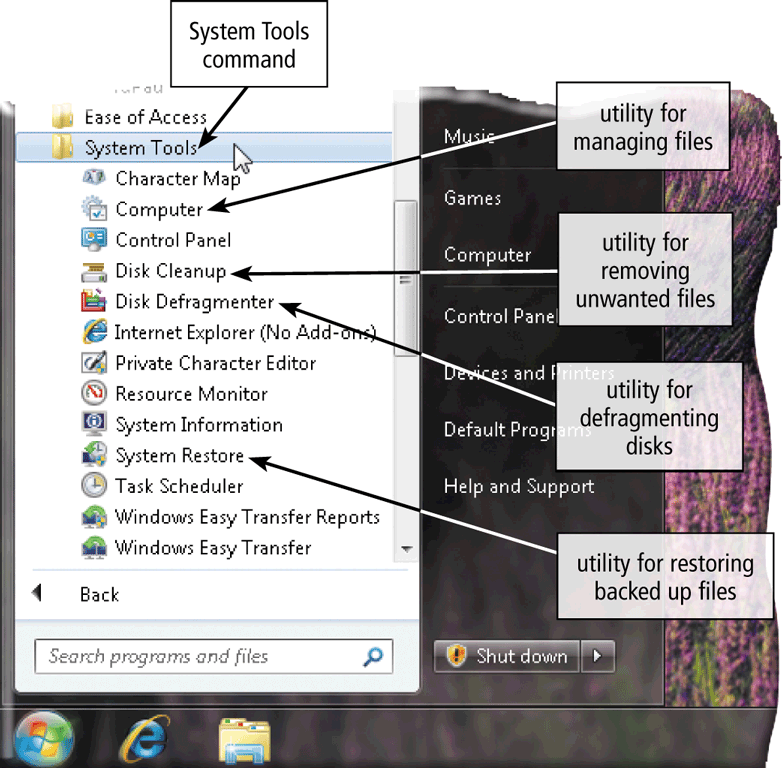 System Tools
command
Ease of Access
System Tools
Character Map
Computer
Control Panel
Disk Cleanup
Disk Defragmenter
Internet Explorer (No Add-ons)
Private Character Editor
Resource Monitor
System Information
System Restore
Task Scheduler
Windows Easy Transfer Reports
Windows Easy Transfer
Back
Search programs and files
Music
Games
Computer
Control Panel
Devices and Printers
Default Programs
Help and Support
Shut down
utility for
managing files
utility for
removing
unwanted files
utility for
defragmenting
disks
utility for restoring
backed up files